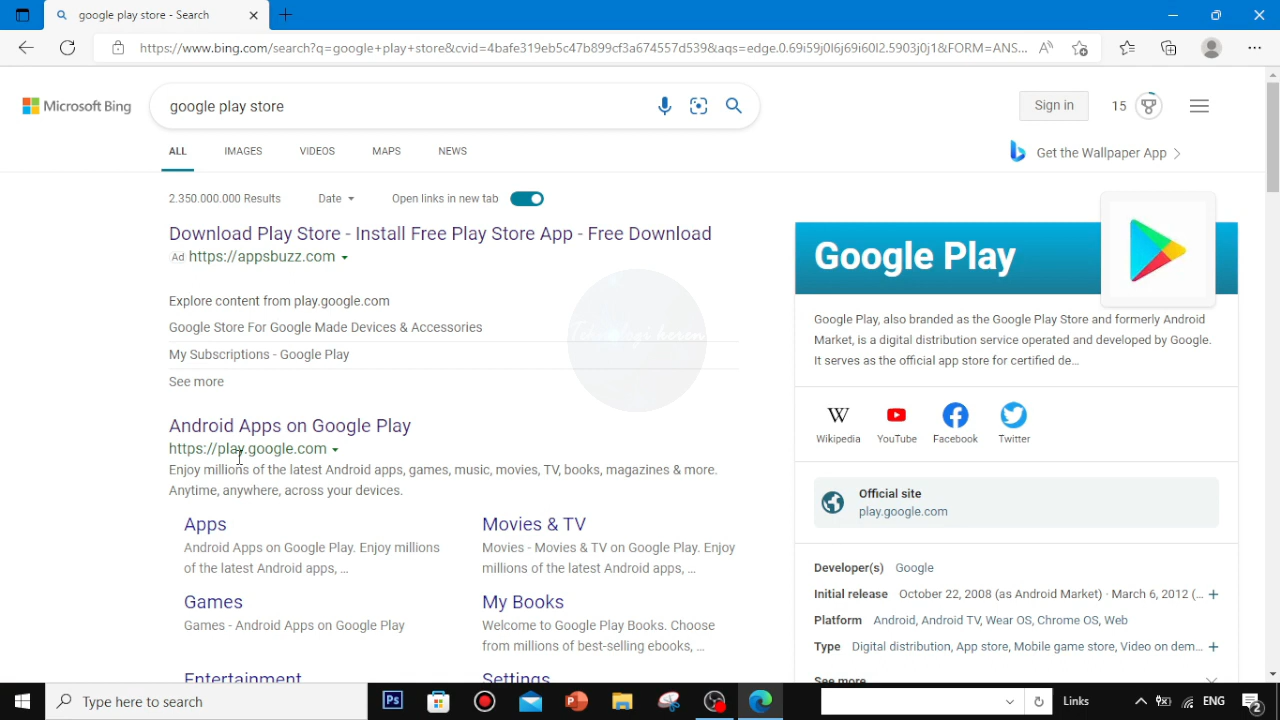 google play store - Search
https://www.bing.com/search?q=google+play+store&cvid=4bafe319eb5c47b899cf3a674557d539&aqs=edge.0.69i59j0l6j69i60l2.5903j0j1&FORM=ANS...
Microsoft Bing
google play store
Sign in
15
ALL
IMAGES
VIDEOS
MAPS
NEWS
Get the Wallpaper App
2.350.000.000 Results
Date
Open links in new tab
Download Play Store - Install Free Play Store App - Free Download
Ad https://appsbuzz.com
Explore content from play.google.com
Google Store For Google Made Devices & Accessories
My Subscriptions - Google Play
See more
Android Apps on Google Play
https://play.google.com
Enjoy millions of the latest Android apps, games, music, movies, TV, books, magazines & more.
Anytime, anywhere, across your devices.
Apps
Android Apps on Google Play. Enjoy millions
of the latest Android apps, ...
Movies & TV
Movies - Movies & TV on Google Play. Enjoy
millions of the latest Android apps, ...
Games
Games - Android Apps on Google Play
My Books
Welcome to Google Play Books. Choose
from millions of best-selling ebooks, ...
Entertainment
Settings
Google Play
Google Play, also branded as the Google Play Store and formerly Android
Market, is a digital distribution service operated and developed by Google.
It serves as the official app store for certified de...
Wikipedia
YouTube
Facebook
Twitter
Official site
play.google.com
Developer(s) Google
Initial release October 22, 2008 (as Android Market) · March 6, 2012 (...
Platform Android, Android TV, Wear OS, Chrome OS, Web
Type Digital distribution, App store, Mobile game store, Video on dem...
See more
Type here to search
Ps
Links
ENG
2